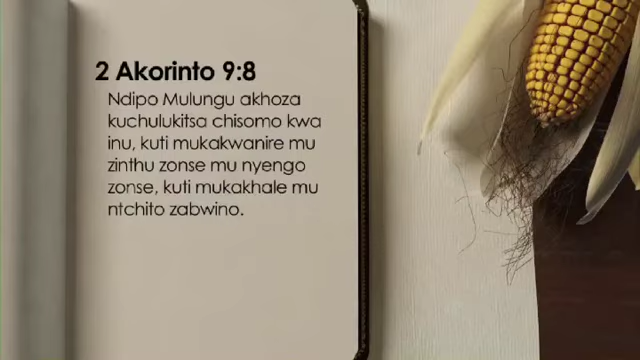 2 Akorinto 9:8
Ndipo Mulungu akhoza
kuchulukitsa chisomo kwa
inu, kuti mukakwanire mu
zinthu zonse mu nyengo
zonse, kuti mukakhale mu
ntchito zabwino.